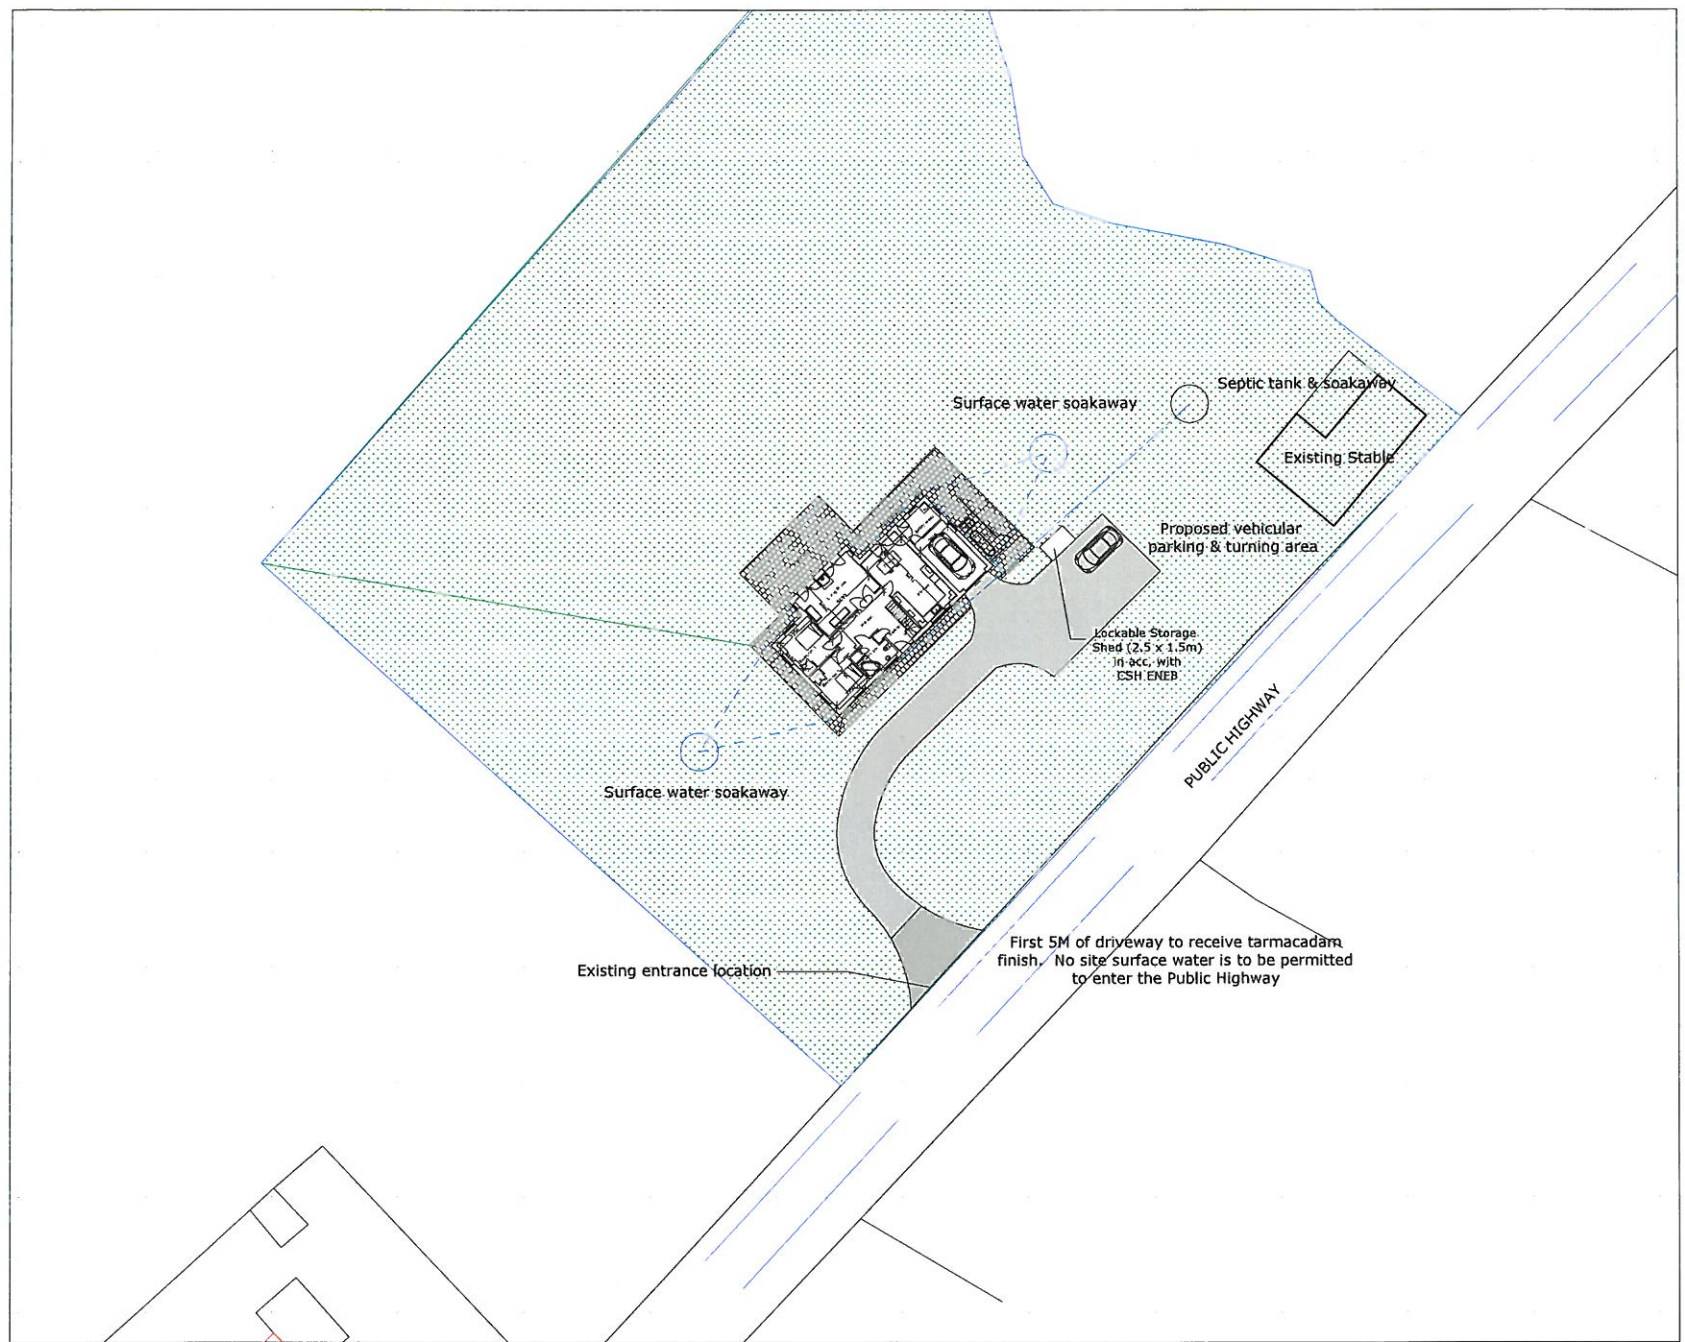 Septic tank & soakaway
Surface water soakaway
Existing Stable
Proposed vehicular
parking & turning area
Lockable Storage
Shed (2.5 x 1.5m)
in acc, with
CSH ENE8
PUBLIC HIGHWAY
Surface water soakaway
First 5M of driveway to receive tarmacadam
finish. No site surface water is to be permitted
to enter the Public Highway
Existing entrance location